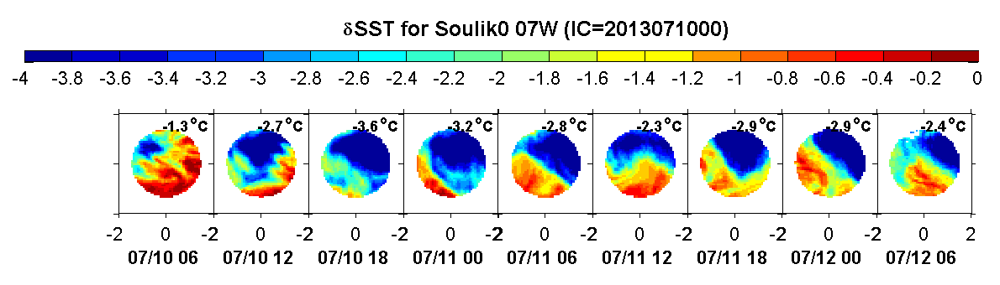 δSST for Soulik0 07W (IC=2013071000)
-4 -3.8 -3.6 -3.4 -3.2 -3 -2.8 -2.6 -2.4 -2.2 -2 -1.8 -1.6 -1.4 -1.2 -1 -0.8 -0.6 -0.4 -0.2 0
-1.3°C -2.7°C -3.6°C -3.2°C -2.8°C -2.3°C -2.9°C -2.9°C -2.4°C
-2 0 -2 0 -2 0 -2 0 -2 0 -2 0 -2 0 -2 0 -2 0 2
07/10 06 07/10 12 07/10 18 07/11 00 07/11 06 07/11 12 07/11 18 07/12 00 07/12 06